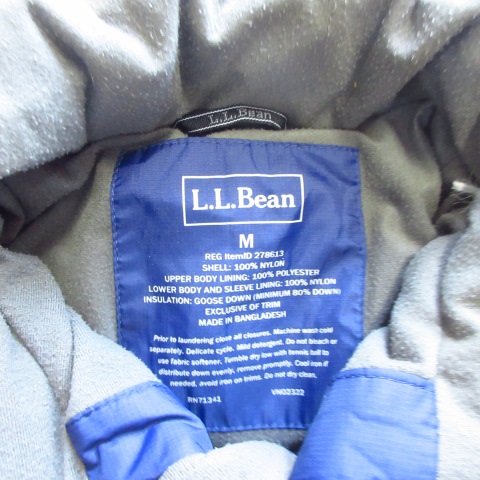 L.L.Bean
L.L.Bean
M
REG ItemID 278613
SHELL: 100% NYLON
UPPER BODY LINING: 100% POLYESTER
LOWER BODY AND SLEEVE LINING: 100% NYLON
INSULATION: GOOSE DOWN (MINIMUM 80% DOWN)
EXCLUSIVE OF TRIM
MADE IN BANGLADESH
Prior to laundering close all closures. Machine wash cold
separately. Delicate cycle. Mild detergent. Do not bleach or
use fabric softener. Tumble dry low with tennis ball to
distribute down evenly, remove promptly. Cool iron if
needed, avoid iron on trims. Do not dry clean.
RN71341 VN02322